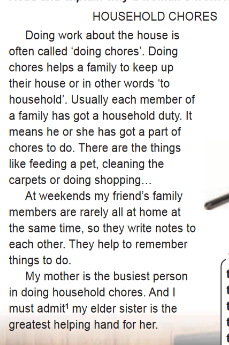 HOUSEHOLD CHORES
Doing work about the house is
often called 'doing chores'. Doing
chores helps a family to keep up
their house or in other words 'to
household'. Usually each member of
a family has got a household duty. It
means he or she has got a part of
chores to do. There are the things
like feeding a pet, cleaning the
carpets or doing shopping…
At weekends my friend's family
members are rarely all at home at
the same time, so they write notes to
each other. They help to remember
things to do.
My mother is the busiest person
in doing household chores. And I
must admit¹ my elder sister is the
greatest helping hand for her.